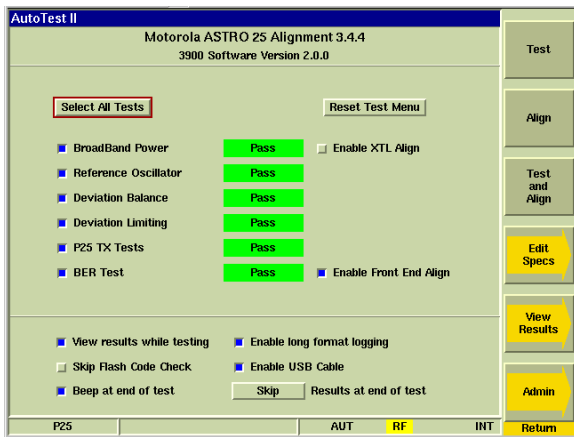 AutoTest II
Motorola ASTRO 25 Alignment 3.4.4
3900 Software Version 2.0.0
Select All Tests
Reset Test Menu
BroadBand Power Pass Enable XTL Align
Reference Oscillator Pass
Deviation Balance Pass
Deviation Limiting Pass
P25 TX Tests Pass
BER Test Pass Enable Front End Align
View results while testing Enable long format logging
Skip Flash Code Check Enable USB Cable
Beep at end of test Skip Results at end of test
P25 AUT RF INT
Test
Align
Test
and
Align
Edit
Specs
View
Results
Admin
Return